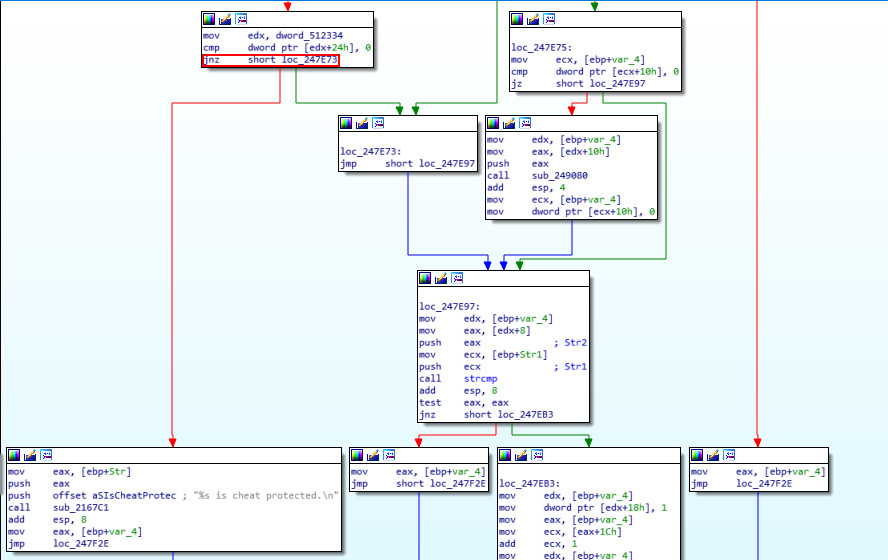 mov edx, dword_512334
cmp dword ptr [edx+24h], 0
jnz short loc_247E73
loc_247E75:
mov ecx, [ebp+var_4]
cmp dword ptr [ecx+10h], 0
jz short loc_247E97
loc_247E73:
jmp short loc_247E97
mov edx, [ebp+var_4]
mov eax, [edx+10h]
push eax
call sub_249080
add esp, 4
mov ecx, [ebp+var_4]
mov dword ptr [ecx+10h], 0
loc_247E97:
mov edx, [ebp+var_4]
mov eax, [edx+8]
push eax ; Str2
mov ecx, [ebp+Str1]
push ecx ; Str1
call strcmp
add esp, 8
test eax, eax
jnz short loc_247EB3
mov eax, [ebp+Str]
push eax
push offset aSIsCheatProtec ; "%s is cheat protected.\n"
call sub_2167C1
add esp, 8
mov eax, [ebp+var_4]
jmp loc_247F2E
mov eax, [ebp+var_4]
jmp short loc_247F2E
loc_247EB3:
mov edx, [ebp+var_4]
mov dword ptr [edx+18h], 1
mov eax, [ebp+var_4]
mov ecx, [eax+1Ch]
add ecx, 1
mov edx, [ebp+var_4]
mov eax, [ebp+var_4]
jmp loc_247F2E